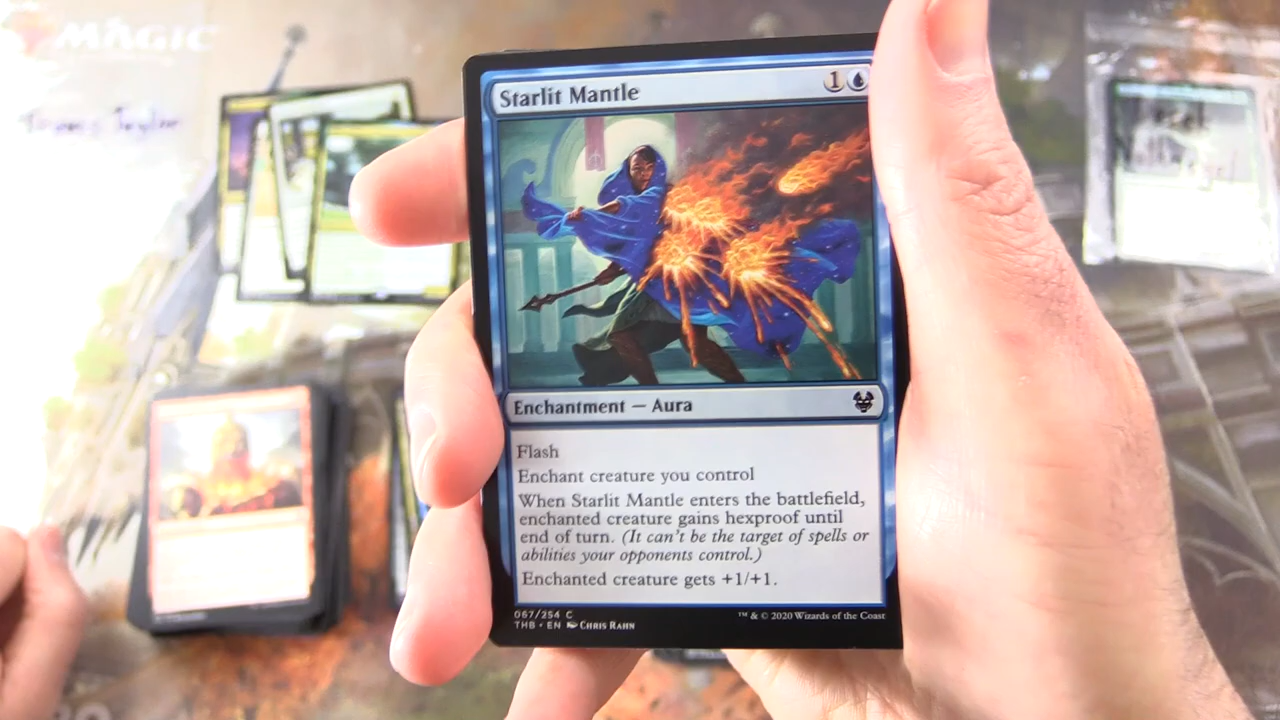 MAGIC
Starlit Mantle
1
Enchantment — Aura
Flash
Enchant creature you control
When Starlit Mantle enters the battlefield,
enchanted creature gains hexproof until
end of turn. (It can't be the target of spells or
abilities your opponents control.)
Enchanted creature gets +1/+1.
067/254 C
THB • EN Chris Rahn
™ & © 2020 Wizards of the Coast